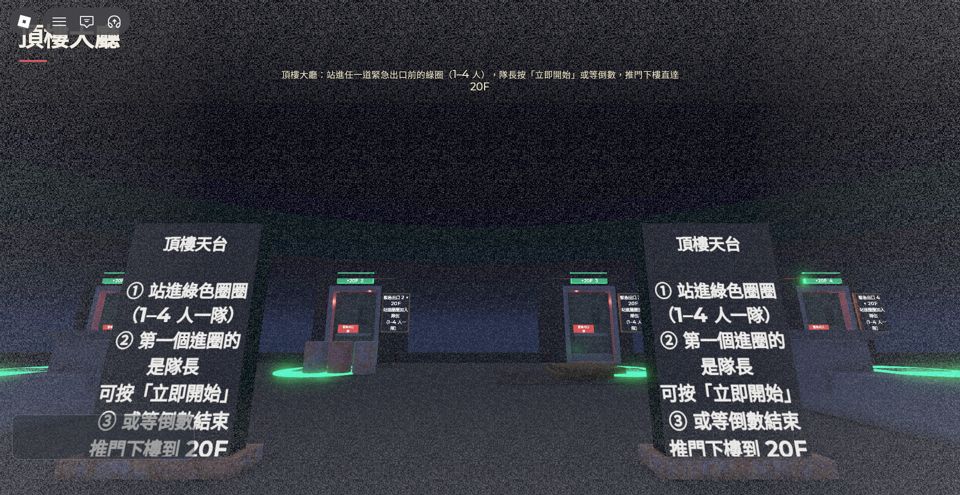 頂樓大廳
頂樓大廳：站進任一道緊急出口前的綠圈（1–4 人），隊長按「立即開始」或等倒數，推門下樓直達
20F
頂樓天台
① 站進綠色圈圈
（1–4 人一隊）
② 第一個進圈的
是隊長
可按「立即開始」
③ 或等倒數結束
推門下樓到 20F
頂樓天台
① 站進綠色圈圈
（1–4 人一隊）
② 第一個進圈的
是隊長
可按「立即開始」
③ 或等倒數結束
推門下樓到 20F